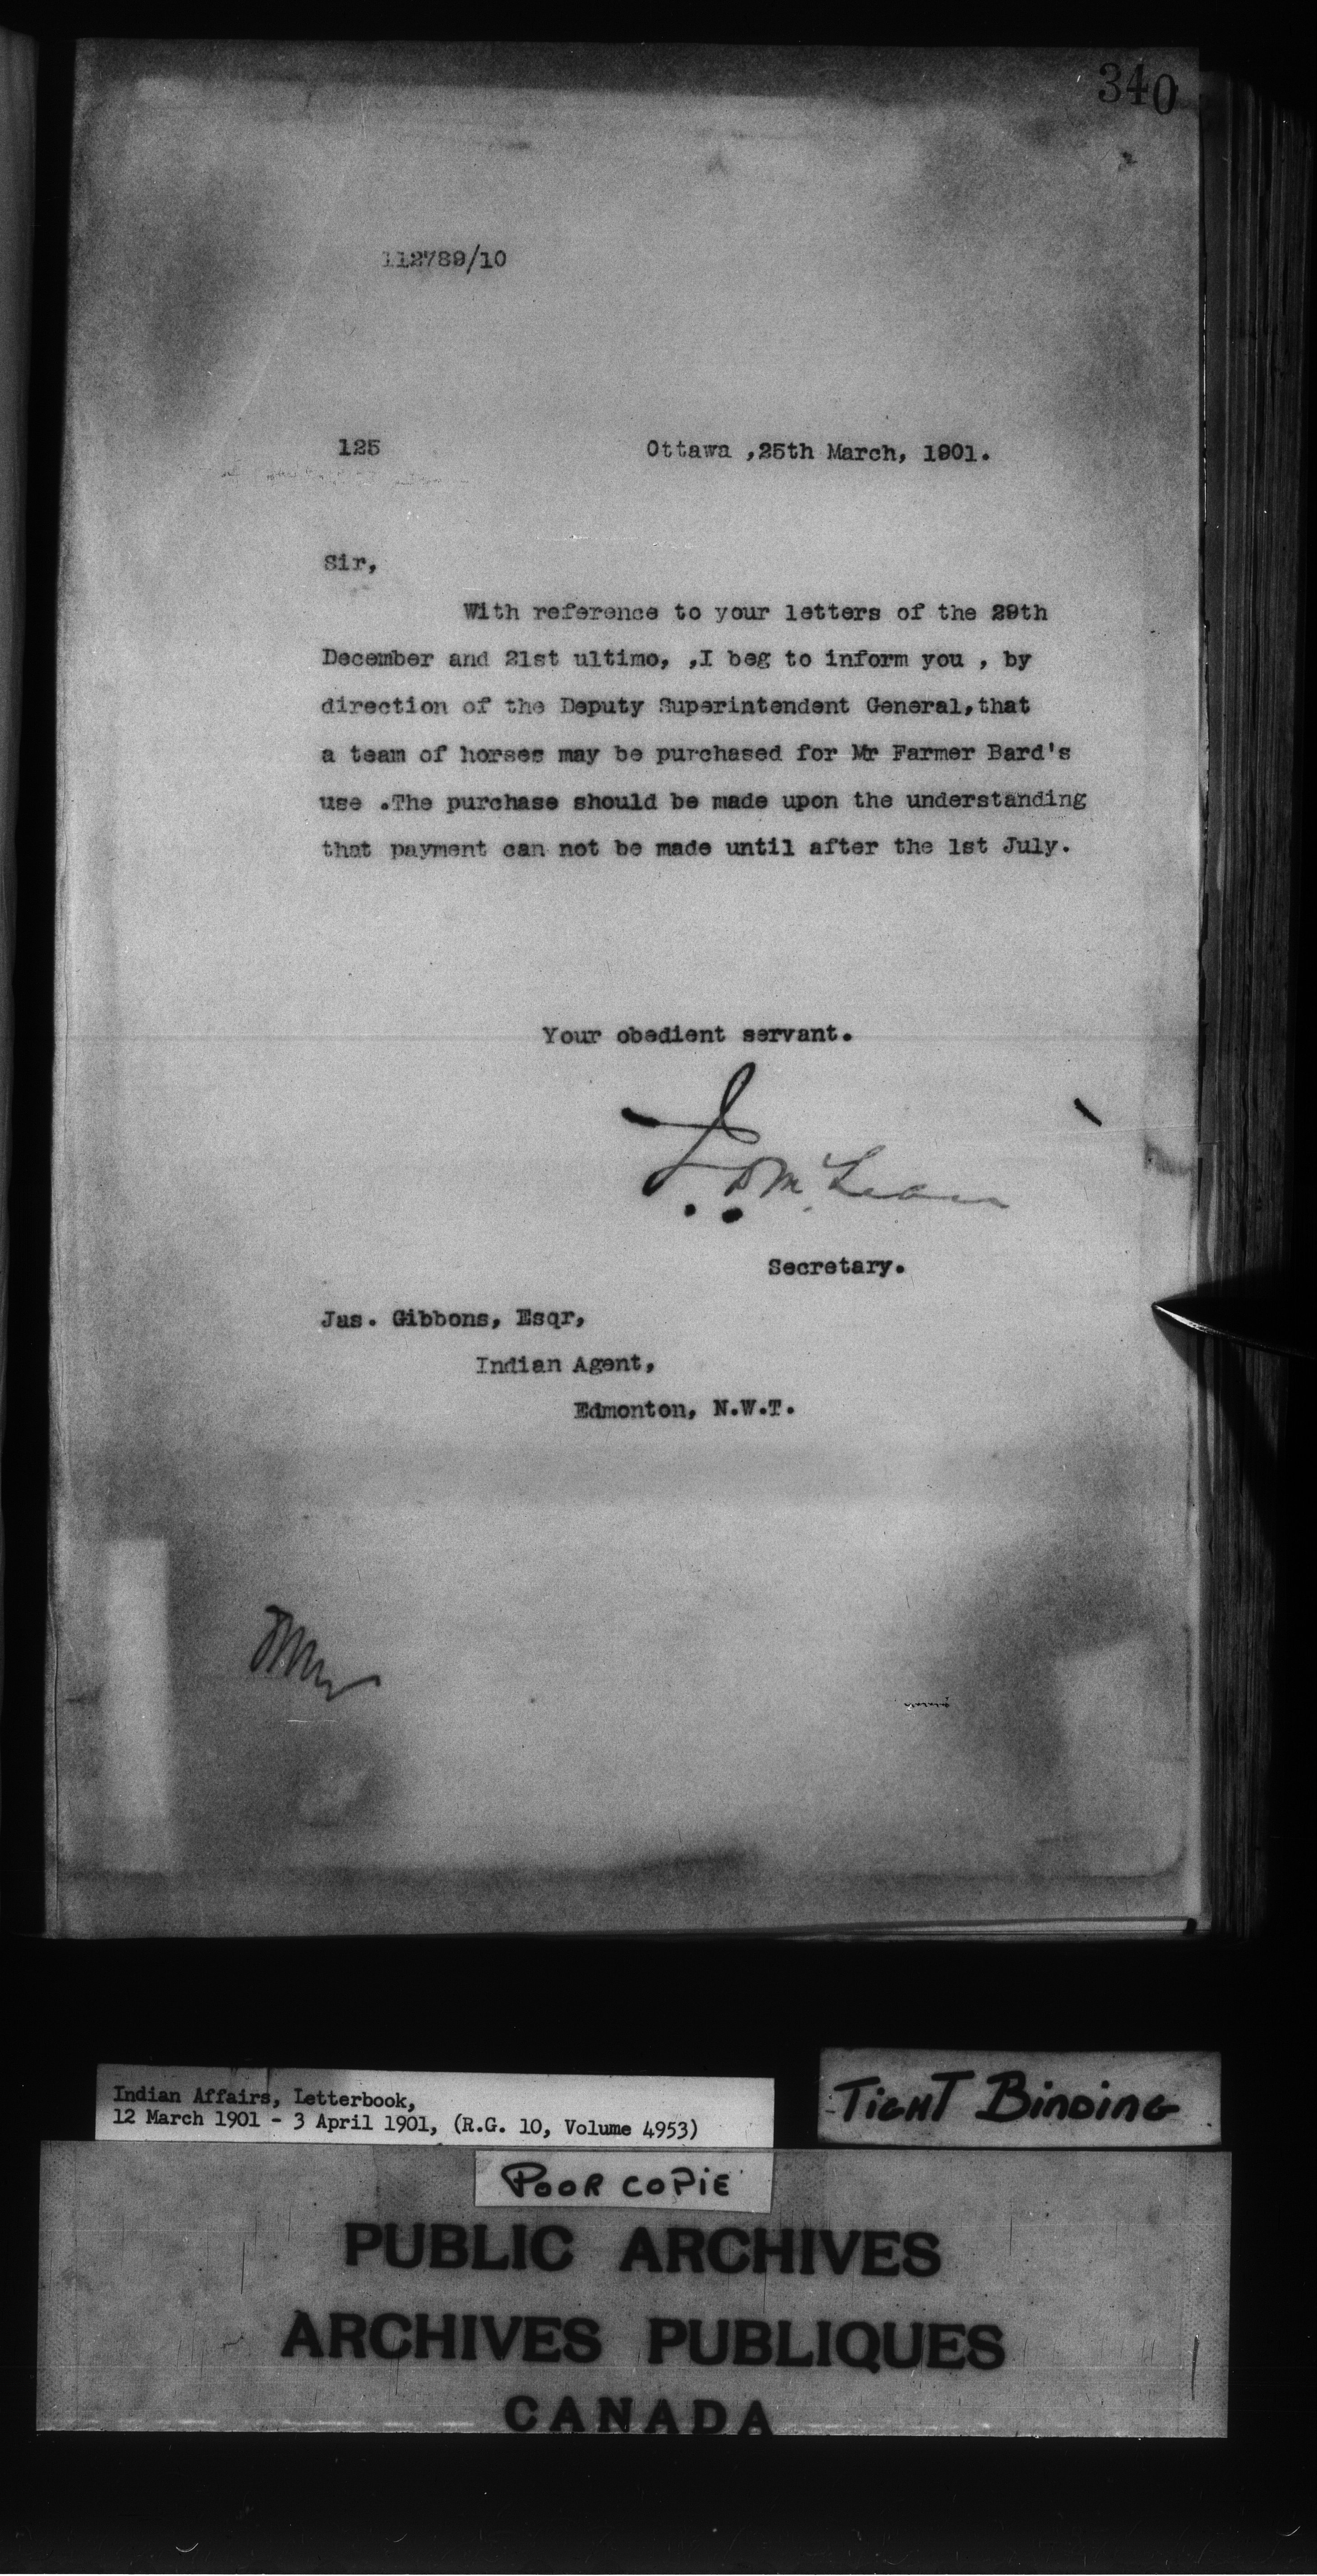 340
112789/10
125 Ottawa ,25th March, 1901.
Sir,
With reference to your letters of the 29th
December and 21st ultimo, ,I beg to inform you , by
direction of the Deputy Superintendent General,that
a team of horses may be purchased for Mr Farmer Bard's
use .The purchase should be made upon the understanding
that payment can not be made until after the 1st July.
Your obedient servant.
J. D McLean
Secretary.
Jas. Gibbons, Esqr,
Indian Agent,
Edmonton, N.W.T.
Indian Affairs, Letterbook,
12 March 1901 - 3 April 1901, (R.G. 10, Volume 4953)
TIGHT BINDING
POOR COPIE
PUBLIC ARCHIVES
ARCHIVES PUBLIQUES
CANADA